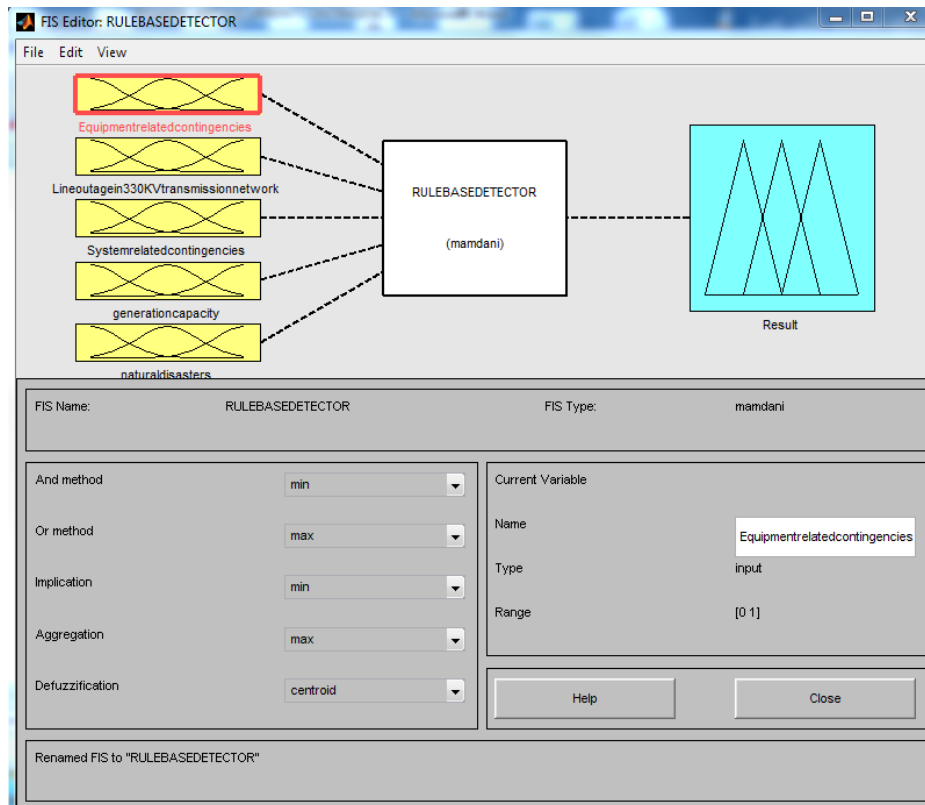 FIS Editor: RULEBASEDETECTOR
File Edit View
Equipmentrelatedcontingencies
Lineoutagein330KVtransmissionnetwork
Systemrelatedcontingencies
generationcapacity
naturaldisasters
RULEBASEDETECTOR
(mamdani)
Result
FIS Name: RULEBASEDETECTOR FIS Type: mamdani
And method min
Or method max
Implication min
Aggregation max
Defuzzification centroid
Current Variable
Name Equipmentrelatedcontingencies
Type input
Range [0 1]
Help Close
Renamed FIS to "RULEBASEDETECTOR"